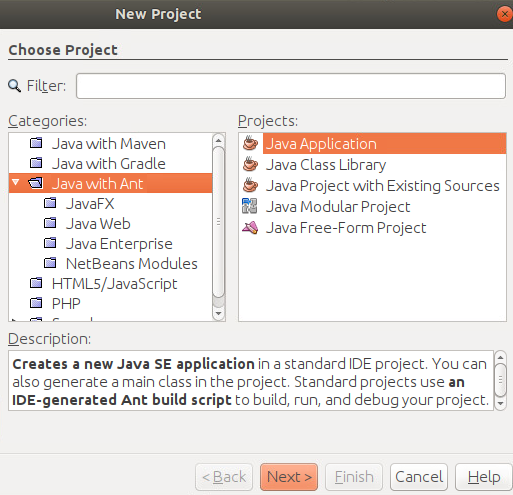 New Project
Choose Project
Filter:
Categories:
Java with Maven
Java with Gradle
Java with Ant
JavaFX
Java Web
Java Enterprise
NetBeans Modules
HTML5/JavaScript
PHP
Projects:
Java Application
Java Class Library
Java Project with Existing Sources
Java Modular Project
Java Free-Form Project
Description:
Creates a new Java SE application in a standard IDE project. You can
also generate a main class in the project. Standard projects use an
IDE-generated Ant build script to build, run, and debug your project.
< Back
Next >
Finish
Cancel
Help